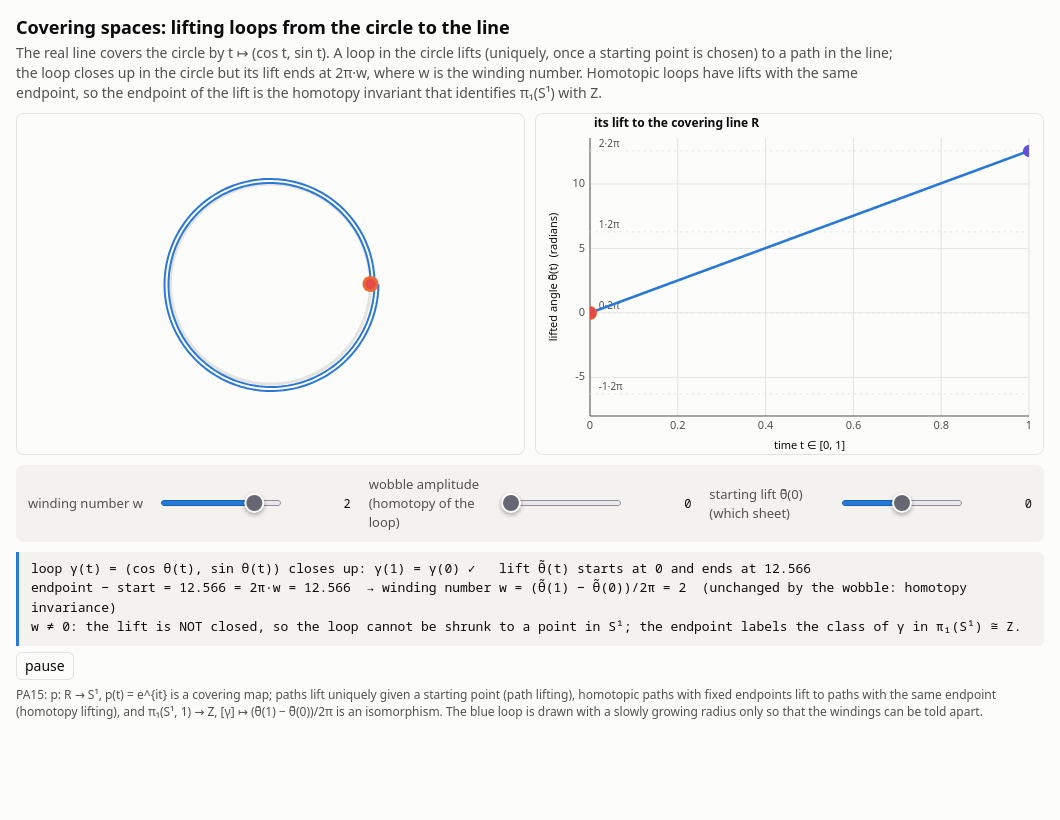 Covering spaces: lifting loops from the circle to the line
The real line covers the circle by t ↦ (cos t, sin t). A loop in the circle lifts (uniquely, once a starting point is chosen) to a path in the line;
the loop closes up in the circle but its lift ends at 2π·w, where w is the winding number. Homotopic loops have lifts with the same
endpoint, so the endpoint of the lift is the homotopy invariant that identifies π₁(S¹) with Z.
its lift to the covering line R
2·2π
10
1·2π
5
0·2π
0
-5
-1·2π
0 0.2 0.4 0.6 0.8 1
time t ∈ [0, 1]
lifted angle θ̃(t) (radians)
winding number w
2
wobble amplitude
(homotopy of the
loop)
0
starting lift θ̃(0)
(which sheet)
0
loop γ(t) = (cos θ(t), sin θ(t)) closes up: γ(1) = γ(0) ✓ lift θ̃(t) starts at 0 and ends at 12.566
endpoint − start = 12.566 = 2π·w = 12.566 → winding number w = (θ̃(1) − θ̃(0))/2π = 2 (unchanged by the wobble: homotopy
invariance)
w ≠ 0: the lift is NOT closed, so the loop cannot be shrunk to a point in S¹; the endpoint labels the class of γ in π₁(S¹) ≅ Z.
pause
PA15: p: R → S¹, p(t) = e^{it} is a covering map; paths lift uniquely given a starting point (path lifting), homotopic paths with fixed endpoints lift to paths with the same endpoint
(homotopy lifting), and π₁(S¹, 1) → Z, [γ] ↦ (θ̃(1) − θ̃(0))/2π is an isomorphism. The blue loop is drawn with a slowly growing radius only so that the windings can be told apart.